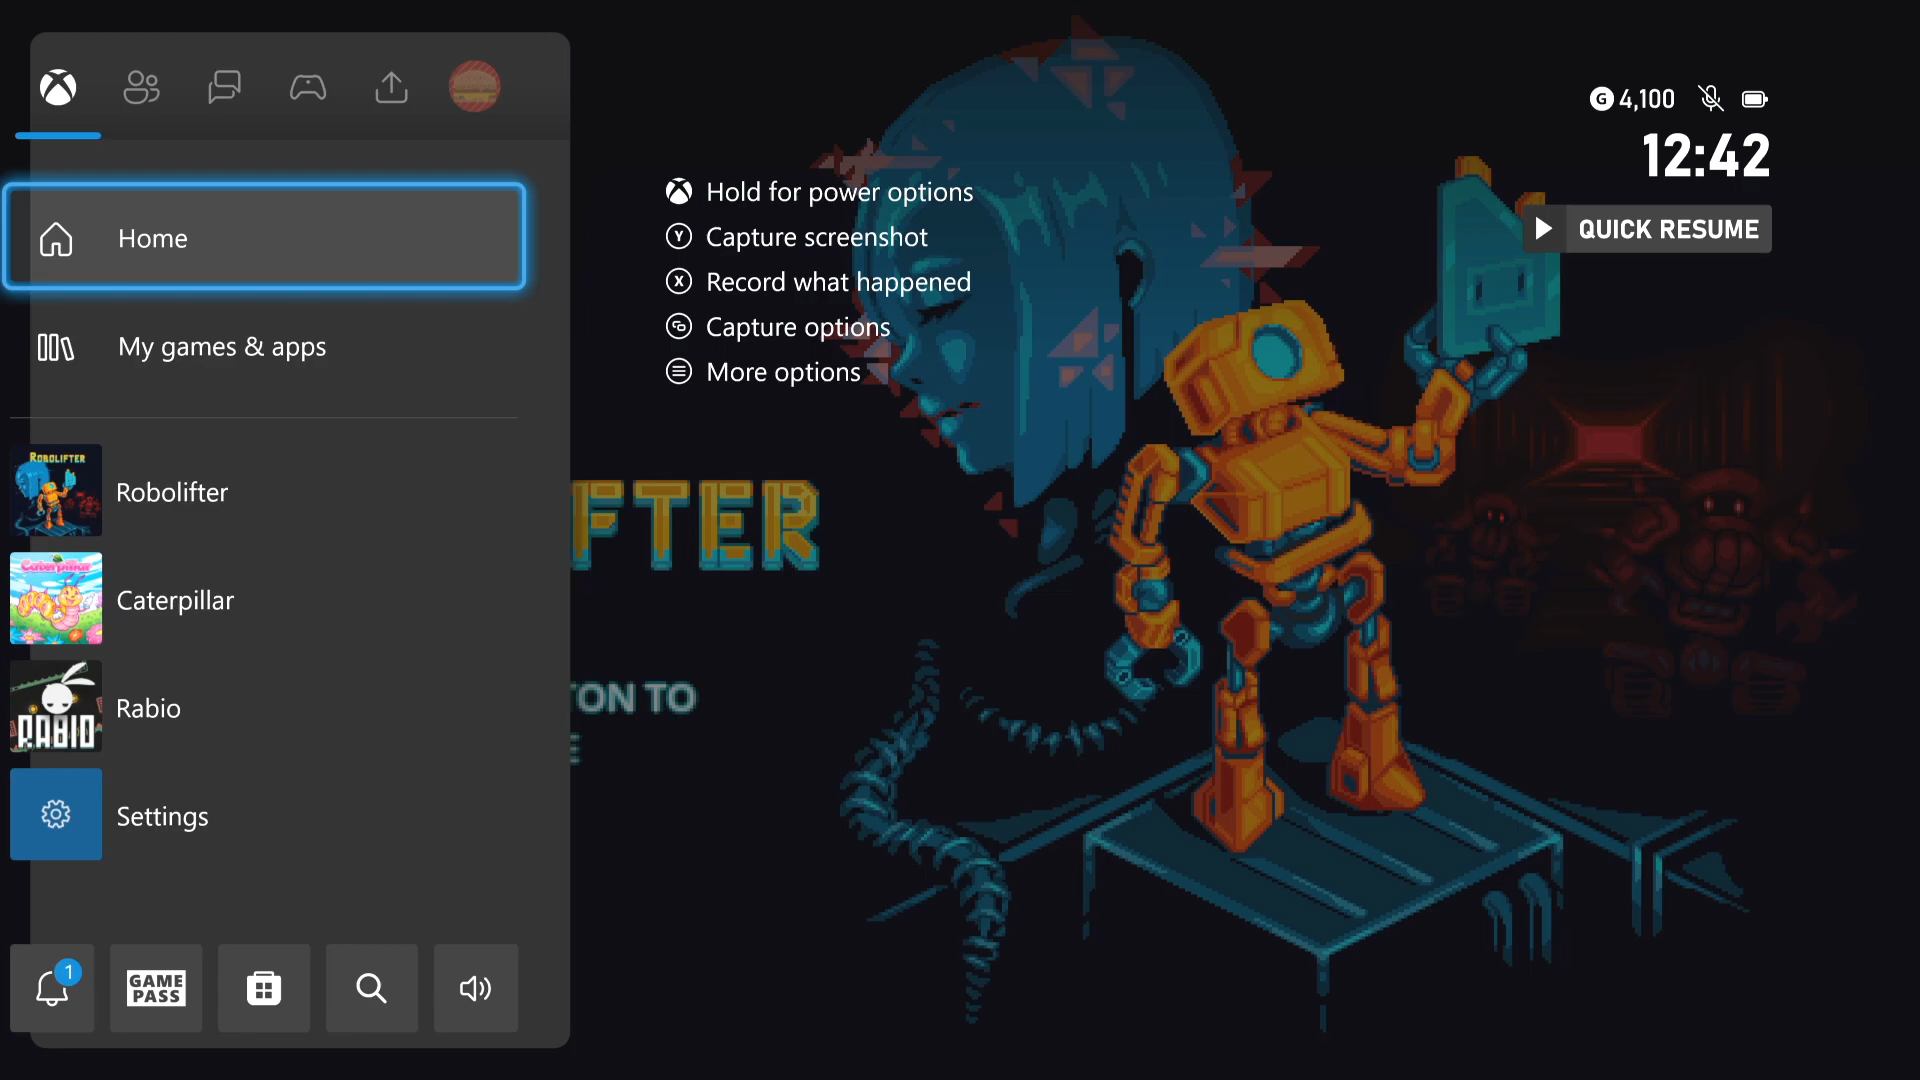 G 4,100
12:42
QUICK RESUME
Hold for power options
Y Capture screenshot
X Record what happened
Capture options
More options
Home
My games & apps
ROBOLIFTER
Robolifter
Caterpillar
Caterpillar
RABIO
Rabio
Settings
FTER
TON TO
E
1
GAME
PASS